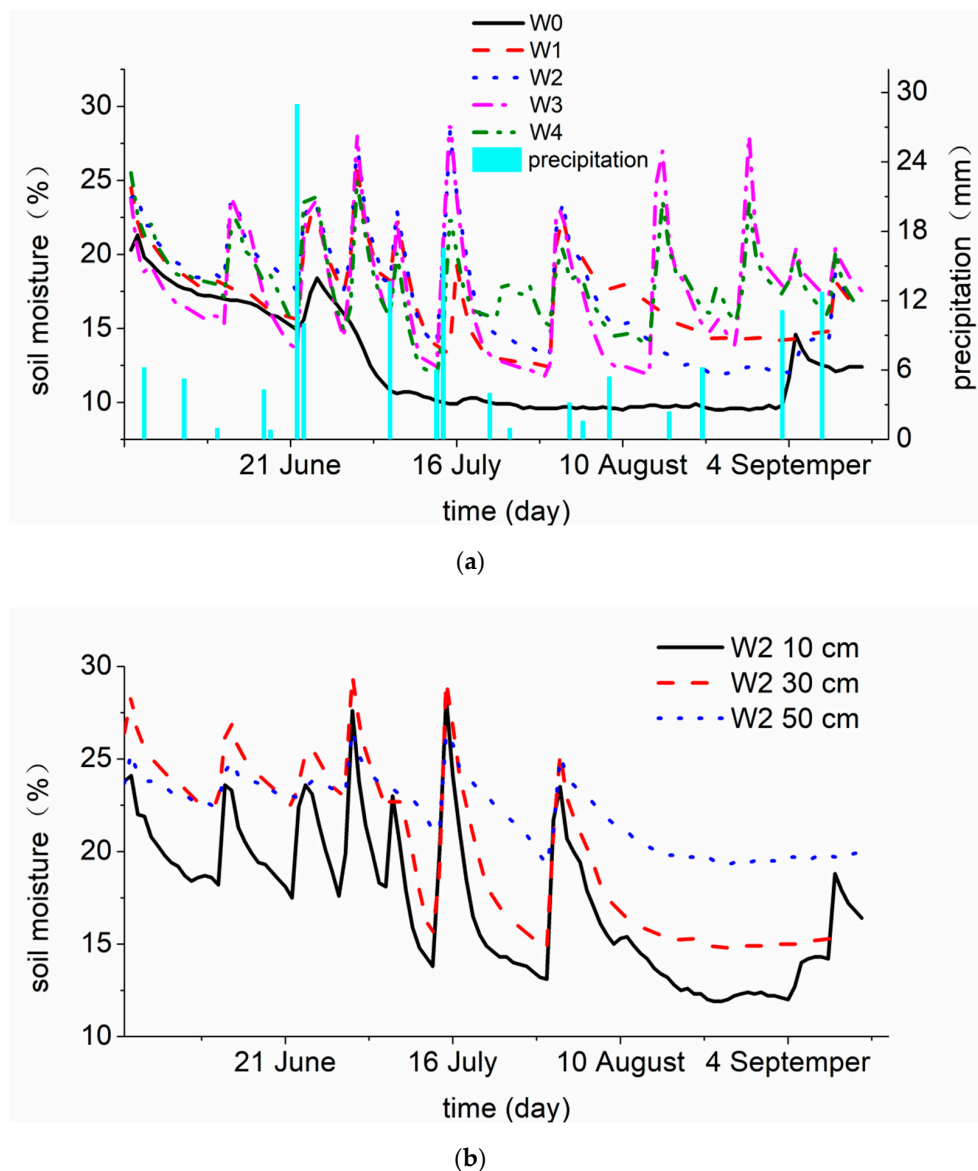 W0
W1
W2
W3
W4
precipitation
soil moisture（%）
30
25
20
15
10
precipitation（mm）
30
24
18
12
6
0
21 June
16 July
10 August
4 Septemper
time (day)
(a)
W2 10 cm
W2 30 cm
W2 50 cm
soil moisture（%）
30
25
20
15
10
21 June
16 July
10 August
4 Septemper
time (day)
(b)